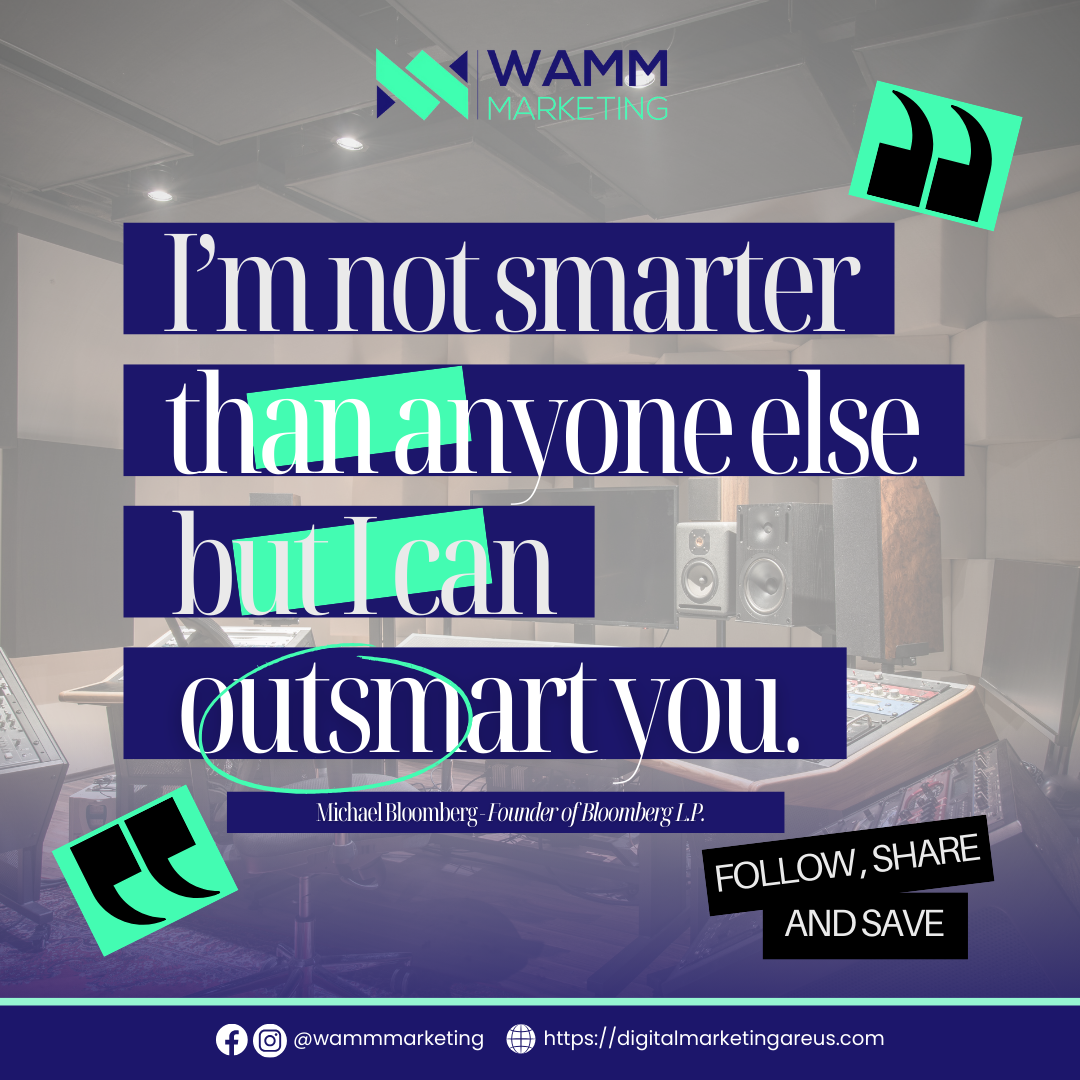 WAMM
MARKETING
I’m not smarter
than anyone else
but I can
outsmart you.
Michael Bloomberg - Founder of Bloomberg L.P.
FOLLOW, SHARE
AND SAVE
@wammmarketing https://digitalmarketingareus.com